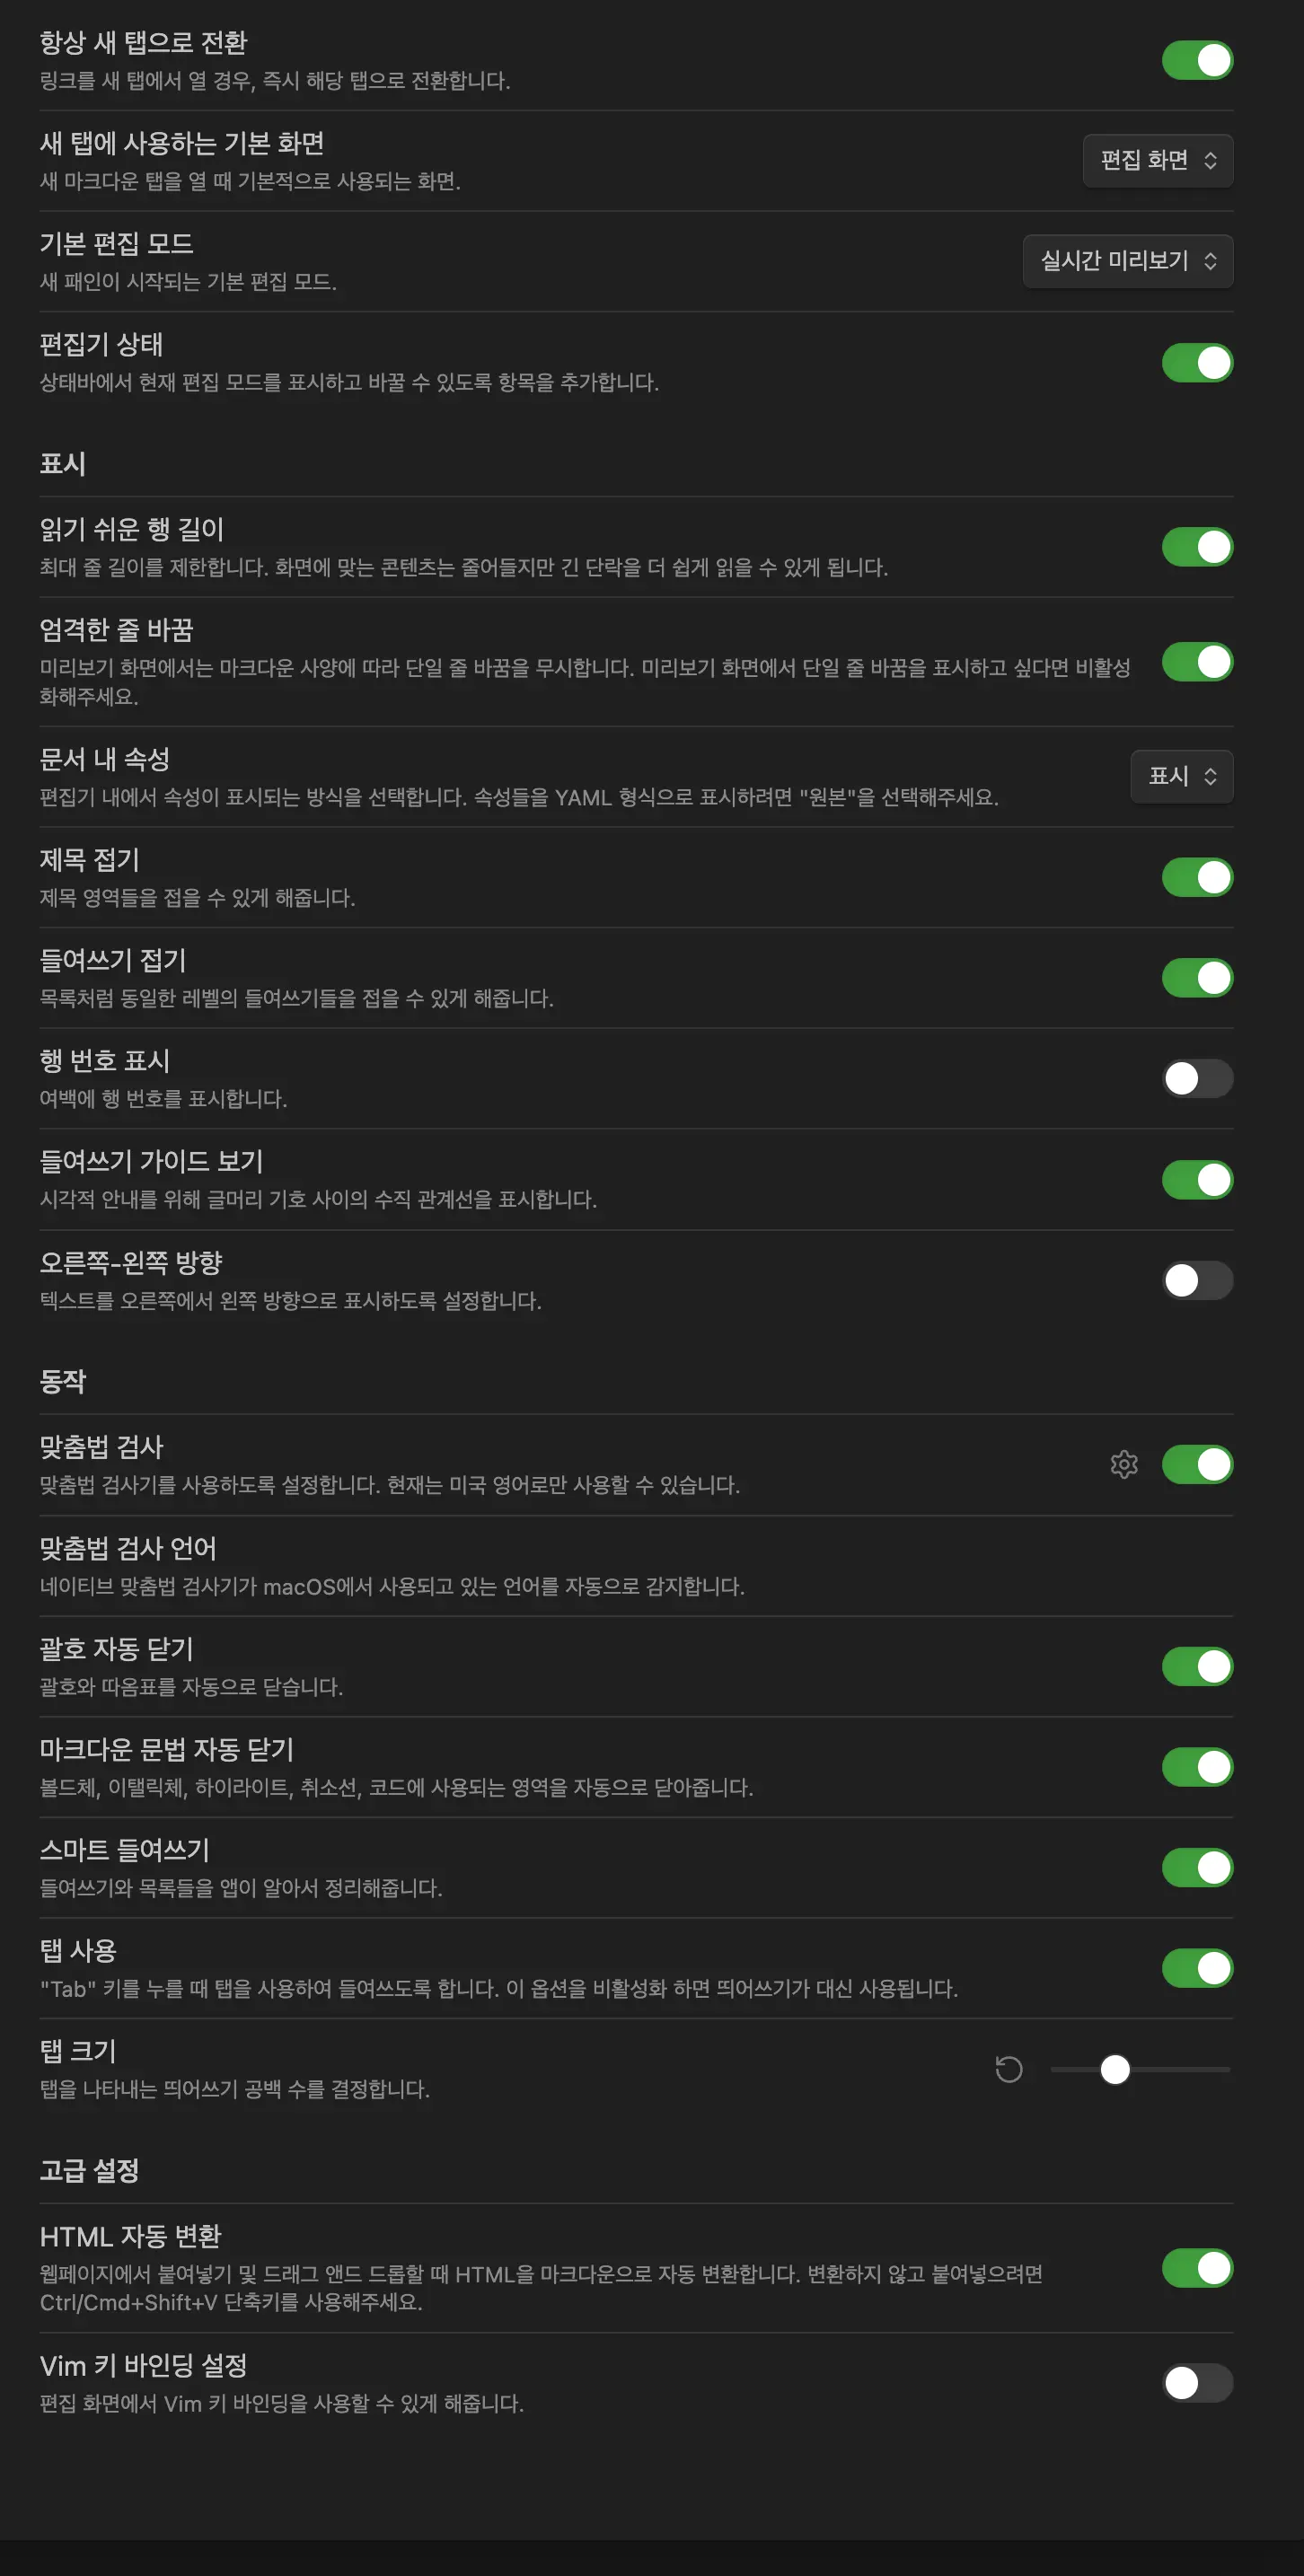 항상 새 탭으로 전환
링크를 새 탭에서 열 경우, 즉시 해당 탭으로 전환합니다.
새 탭에 사용하는 기본 화면
편집 화면
새 마크다운 탭을 열 때 기본적으로 사용되는 화면.
기본 편집 모드
실시간 미리보기
새 패인이 시작되는 기본 편집 모드.
편집기 상태
상태바에서 현재 편집 모드를 표시하고 바꿀 수 있도록 항목을 추가합니다.
표시
읽기 쉬운 행 길이
최대 줄 길이를 제한합니다. 화면에 맞는 콘텐츠는 줄어들지만 긴 단락을 더 쉽게 읽을 수 있게 됩니다.
엄격한 줄 바꿈
미리보기 화면에서는 마크다운 사양에 따라 단일 줄 바꿈을 무시합니다. 미리보기 화면에서 단일 줄 바꿈을 표시하고 싶다면 비활성
화해주세요.
문서 내 속성
표시
편집기 내에서 속성이 표시되는 방식을 선택합니다. 속성들을 YAML 형식으로 표시하려면 "원본"을 선택해주세요.
제목 접기
제목 영역들을 접을 수 있게 해줍니다.
들여쓰기 접기
목록처럼 동일한 레벨의 들여쓰기들을 접을 수 있게 해줍니다.
행 번호 표시
여백에 행 번호를 표시합니다.
들여쓰기 가이드 보기
시각적 안내를 위해 글머리 기호 사이의 수직 관계선을 표시합니다.
오른쪽-왼쪽 방향
텍스트를 오른쪽에서 왼쪽 방향으로 표시하도록 설정합니다.
동작
맞춤법 검사
맞춤법 검사기를 사용하도록 설정합니다. 현재는 미국 영어로만 사용할 수 있습니다.
맞춤법 검사 언어
네이티브 맞춤법 검사기가 macOS에서 사용되고 있는 언어를 자동으로 감지합니다.
괄호 자동 닫기
괄호와 따옴표를 자동으로 닫습니다.
마크다운 문법 자동 닫기
볼드체, 이탤릭체, 하이라이트, 취소선, 코드에 사용되는 영역을 자동으로 닫아줍니다.
스마트 들여쓰기
들여쓰기와 목록들을 앱이 알아서 정리해줍니다.
탭 사용
"Tab" 키를 누를 때 탭을 사용하여 들여쓰도록 합니다. 이 옵션을 비활성화 하면 띄어쓰기가 대신 사용됩니다.
탭 크기
탭을 나타내는 띄어쓰기 공백 수를 결정합니다.
고급 설정
HTML 자동 변환
웹페이지에서 붙여넣기 및 드래그 앤드 드롭할 때 HTML을 마크다운으로 자동 변환합니다. 변환하지 않고 붙여넣으려면
Ctrl/Cmd+Shift+V 단축키를 사용해주세요.
Vim 키 바인딩 설정
편집 화면에서 Vim 키 바인딩을 사용할 수 있게 해줍니다.